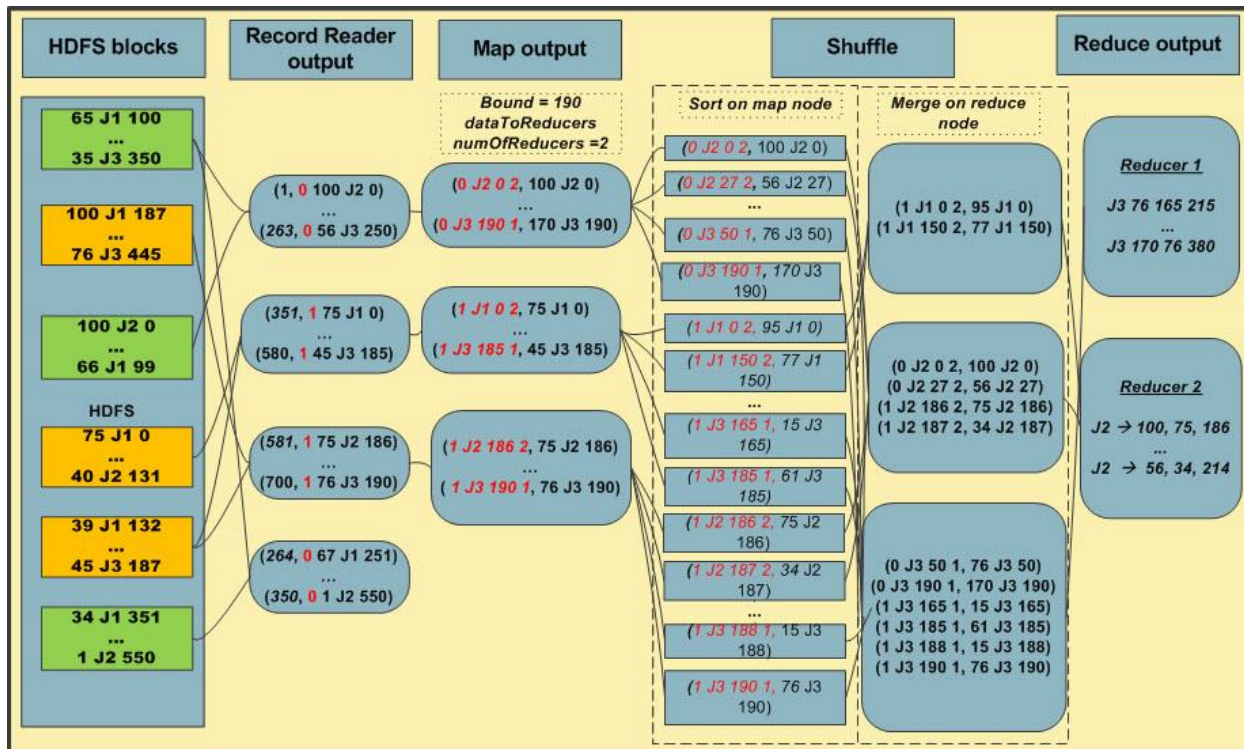 HDFS blocks
Record Reader
output
Map output
Shuffle
Reduce output
65 J1 100
...
35 J3 350
100 J1 187
...
76 J3 445
100 J2 0
...
66 J1 99
HDFS
75 J1 0
...
40 J2 131
39 J1 132
...
45 J3 187
34 J1 351
...
1 J2 550
(1, 0 100 J2 0)
...
(263, 0 56 J3 250)
(351, 1 75 J1 0)
...
(580, 1 45 J3 185)
(581, 1 75 J2 186)
...
(700, 1 76 J3 190)
(264, 0 67 J1 251)
...
(350, 0 1 J2 550)
Bound = 190
dataToReducers
numOfReducers =2
(0 J2 0 2, 100 J2 0)
...
(0 J3 190 1, 170 J3 190)
(1 J1 0 2, 75 J1 0)
...
(1 J3 185 1, 45 J3 185)
(1 J2 186 2, 75 J2 186)
...
( 1 J3 190 1, 76 J3 190)
Sort on map node
(0 J2 0 2, 100 J2 0)
(0 J2 27 2, 56 J2 27)
...
(0 J3 50 1, 76 J3 50)
(0 J3 190 1, 170 J3
190)
(1 J1 0 2, 95 J1 0)
(1 J1 150 2, 77 J1
150)
...
(1 J3 165 1, 15 J3
165)
(1 J3 185 1, 61 J3
185)
(1 J2 186 2, 75 J2
186)
(1 J2 187 2, 34 J2
187)
...
(1 J3 188 1, 15 J3
188)
(1 J3 190 1, 76 J3
190)
Merge on reduce
node
(1 J1 0 2, 95 J1 0)
(1 J1 150 2, 77 J1 150)
(0 J2 0 2, 100 J2 0)
(0 J2 27 2, 56 J2 27)
(1 J2 186 2, 75 J2 186)
(1 J2 187 2, 34 J2 187)
(0 J3 50 1, 76 J3 50)
(0 J3 190 1, 170 J3 190)
(1 J3 165 1, 15 J3 165)
(1 J3 185 1, 61 J3 185)
(1 J3 188 1, 15 J3 188)
(1 J3 190 1, 76 J3 190)
Reducer 1
J3 76 165 215
...
J3 170 76 380
Reducer 2
J2 → 100, 75, 186
...
J2 → 56, 34, 214